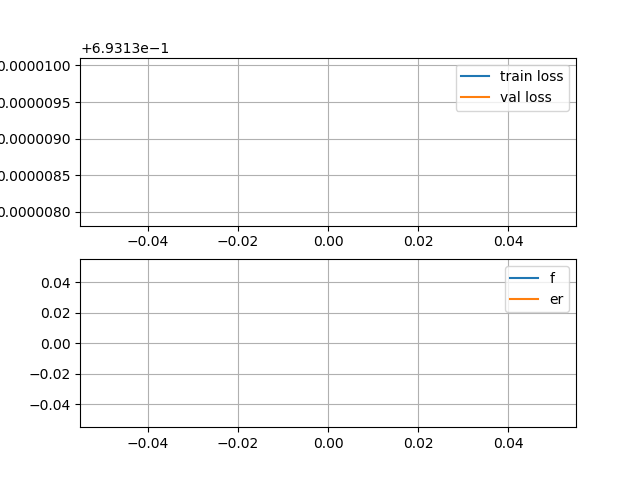 +6.9313e−1
0.0000100
0.0000095
0.0000090
0.0000085
0.0000080
train loss
val loss
−0.04 −0.02 0.00 0.02 0.04
0.04
0.02
0.00
−0.02
−0.04
f
er
−0.04 −0.02 0.00 0.02 0.04